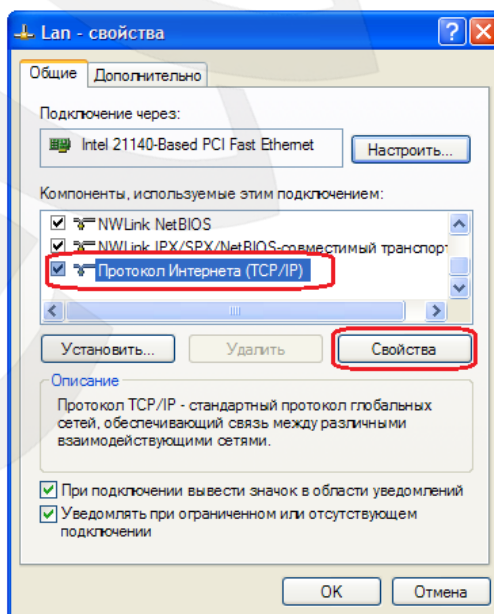 Lan - свойства
Общие
Дополнительно
Подключение через:
Intel 21140-Based PCI Fast Ethernet
Настроить...
Компоненты, используемые этим подключением:
NWLink NetBIOS
NWLink IPX/SPX/NetBIOS-совместимый транспор
Протокол Интернета (TCP/IP)
Установить...
Удалить
Свойства
Описание
Протокол TCP/IP - стандартный протокол глобальных
сетей, обеспечивающий связь между различными
взаимодействующими сетями.
При подключении вывести значок в области уведомлений
Уведомлять при ограниченном или отсутствующем
подключении
OK
Отмена